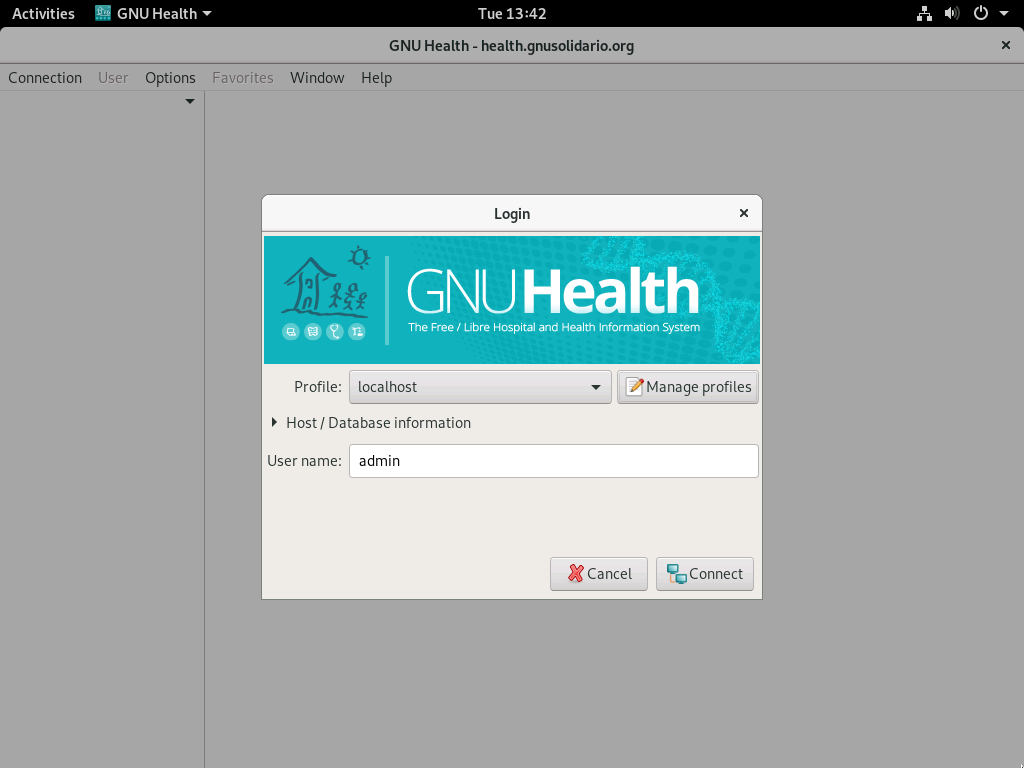 Activities GNU Health Tue 13:42
GNU Health - health.gnusolidario.org
Connection User Options Favorites Window Help
Login
GNUHealth
The Free / Libre Hospital and Health Information System
Profile: localhost Manage profiles
Host / Database information
User name: admin
Cancel Connect